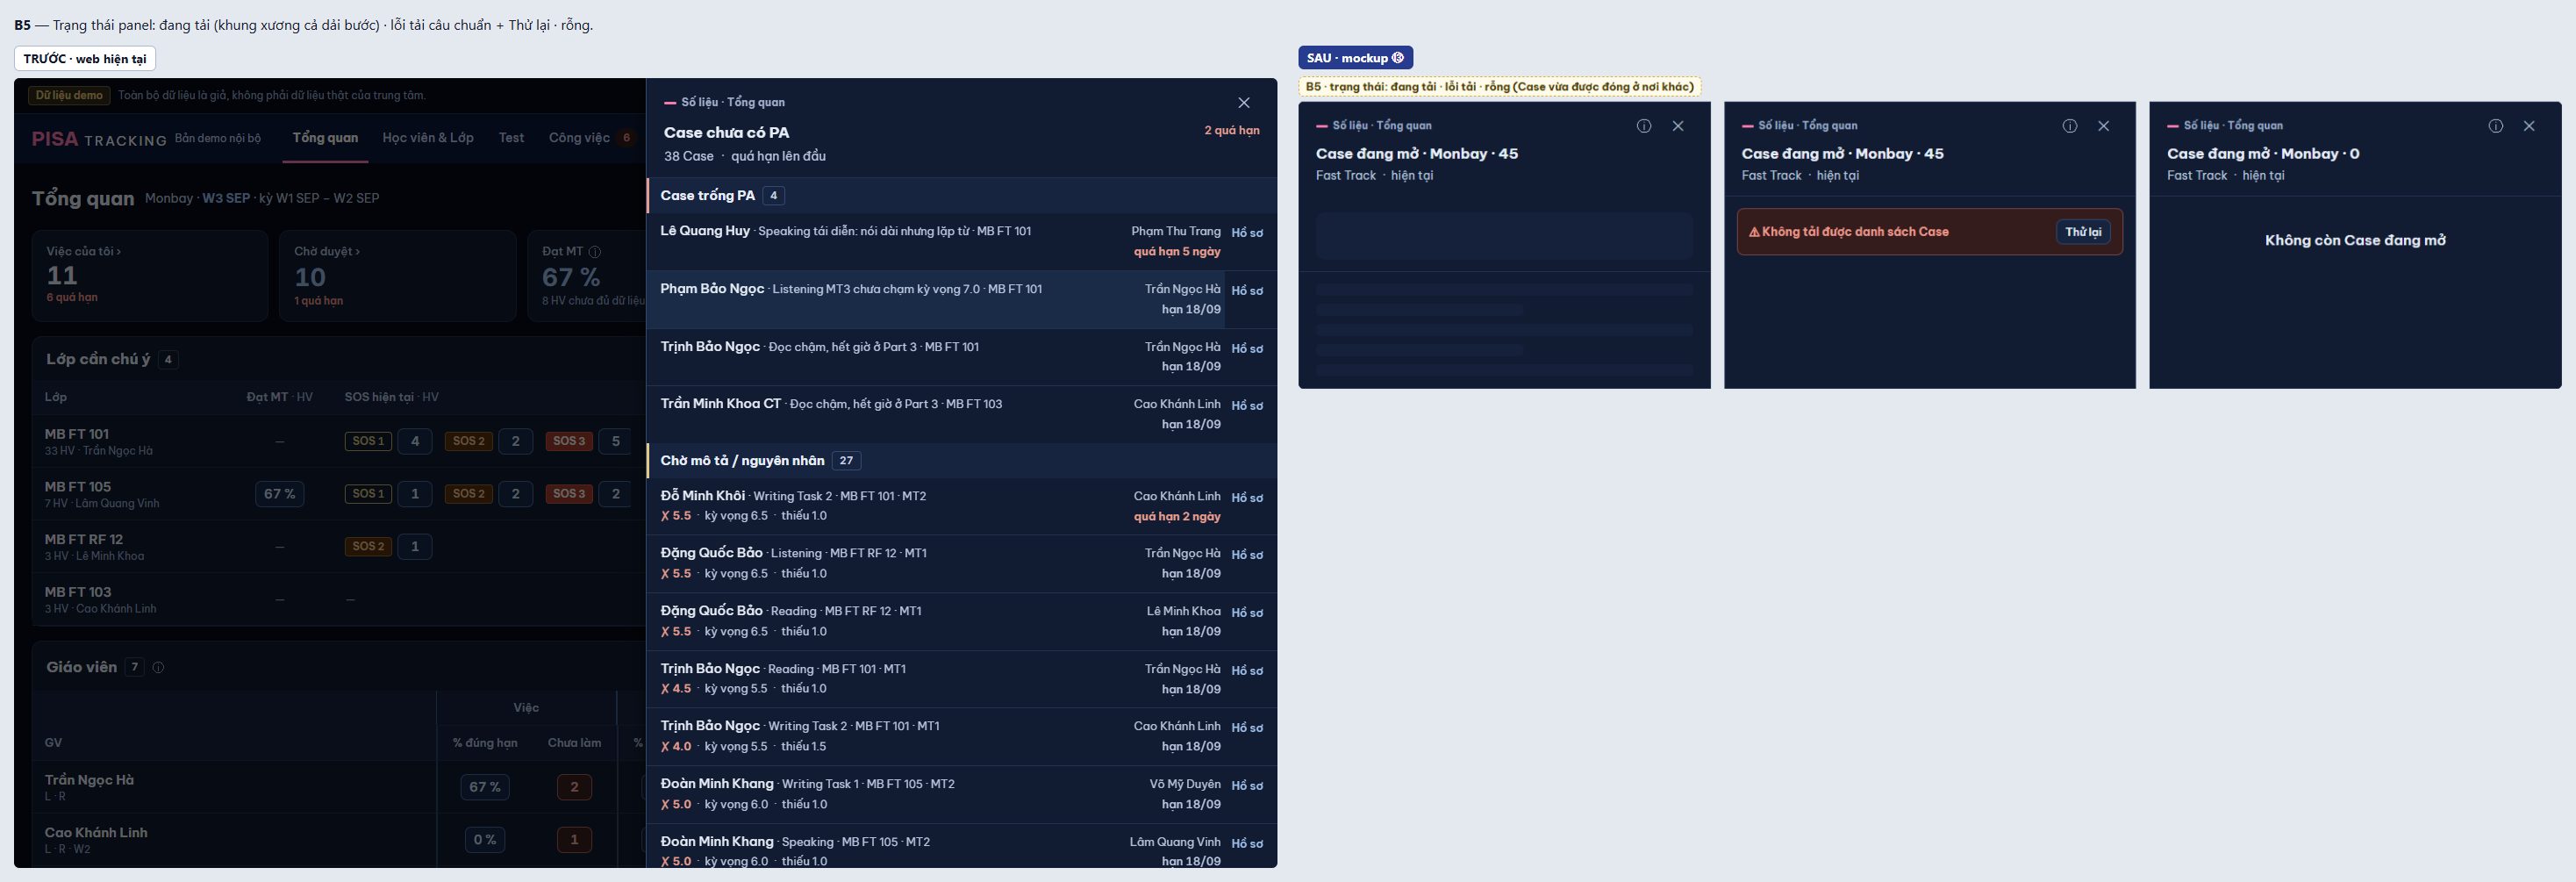 B5 — Trạng thái panel: đang tải (khung xương cả dải bước) · lỗi tải câu chuẩn + Thử lại · rỗng.
TRƯỚC · web hiện tại
Dữ liệu demo Toàn bộ dữ liệu là giả, không phải dữ liệu thật của trung tâm.
PISA TRACKING Bản demo nội bộ Tổng quan Học viên & Lớp Test Công việc 6
Tổng quan Monbay · W3 SEP · kỳ W1 SEP – W2 SEP
Việc của tôi ›
11
6 quá hạn
Chờ duyệt ›
10
1 quá hạn
Đạt MT ⓘ
67 %
8 HV chưa đủ dữ liệu
Lớp cần chú ý 4
Lớp Đạt MT · HV SOS hiện tại · HV
MB FT 101 — SOS 1 4 SOS 2 2 SOS 3 5
33 HV · Trần Ngọc Hà
MB FT 105 67 % SOS 1 1 SOS 2 2 SOS 3 2
7 HV · Lâm Quang Vinh
MB FT RF 12 — SOS 2 1
3 HV · Lê Minh Khoa
MB FT 103 — —
3 HV · Cao Khánh Linh
Giáo viên 7 ⓘ
Việc
GV % đúng hạn Chưa làm %
Trần Ngọc Hà 67 % 2
L · R
Cao Khánh Linh 0 % 1
L · R · W2
Số liệu · Tổng quan
Case chưa có PA 2 quá hạn
38 Case · quá hạn lên đầu
Case trống PA 4
Lê Quang Huy · Speaking tái diễn: nói dài nhưng lặp từ · MB FT 101 Phạm Thu Trang Hồ sơ
quá hạn 5 ngày
Phạm Bảo Ngọc · Listening MT3 chưa chạm kỳ vọng 7.0 · MB FT 101 Trần Ngọc Hà Hồ sơ
hạn 18/09
Trịnh Bảo Ngọc · Đọc chậm, hết giờ ở Part 3 · MB FT 101 Trần Ngọc Hà Hồ sơ
hạn 18/09
Trần Minh Khoa CT · Đọc chậm, hết giờ ở Part 3 · MB FT 103 Cao Khánh Linh Hồ sơ
hạn 18/09
Chờ mô tả / nguyên nhân 27
Đỗ Minh Khôi · Writing Task 2 · MB FT 101 · MT2 Cao Khánh Linh Hồ sơ
✗ 5.5 · kỳ vọng 6.5 · thiếu 1.0 quá hạn 2 ngày
Đặng Quốc Bảo · Listening · MB FT RF 12 · MT1 Trần Ngọc Hà Hồ sơ
✗ 5.5 · kỳ vọng 6.5 · thiếu 1.0 hạn 18/09
Đặng Quốc Bảo · Reading · MB FT RF 12 · MT1 Lê Minh Khoa Hồ sơ
✗ 5.5 · kỳ vọng 6.5 · thiếu 1.0 hạn 18/09
Trịnh Bảo Ngọc · Reading · MB FT 101 · MT1 Trần Ngọc Hà Hồ sơ
✗ 4.5 · kỳ vọng 5.5 · thiếu 1.0 hạn 18/09
Trịnh Bảo Ngọc · Writing Task 2 · MB FT 101 · MT1 Cao Khánh Linh Hồ sơ
✗ 4.0 · kỳ vọng 5.5 · thiếu 1.5 hạn 18/09
Đoàn Minh Khang · Writing Task 1 · MB FT 105 · MT2 Võ Mỹ Duyên Hồ sơ
✗ 5.0 · kỳ vọng 6.0 · thiếu 1.0 hạn 18/09
Đoàn Minh Khang · Speaking · MB FT 105 · MT2 Lâm Quang Vinh Hồ sơ
✗ 5.0 · kỳ vọng 6.0 · thiếu 1.0 hạn 18/09
SAU · mockup
B5 · trạng thái: đang tải · lỗi tải · rỗng (Case vừa được đóng ở nơi khác)
Số liệu · Tổng quan
Case đang mở · Monbay · 45
Fast Track · hiện tại
Số liệu · Tổng quan
Case đang mở · Monbay · 45
Fast Track · hiện tại
⚠ Không tải được danh sách Case Thử lại
Số liệu · Tổng quan
Case đang mở · Monbay · 0
Fast Track · hiện tại
Không còn Case đang mở